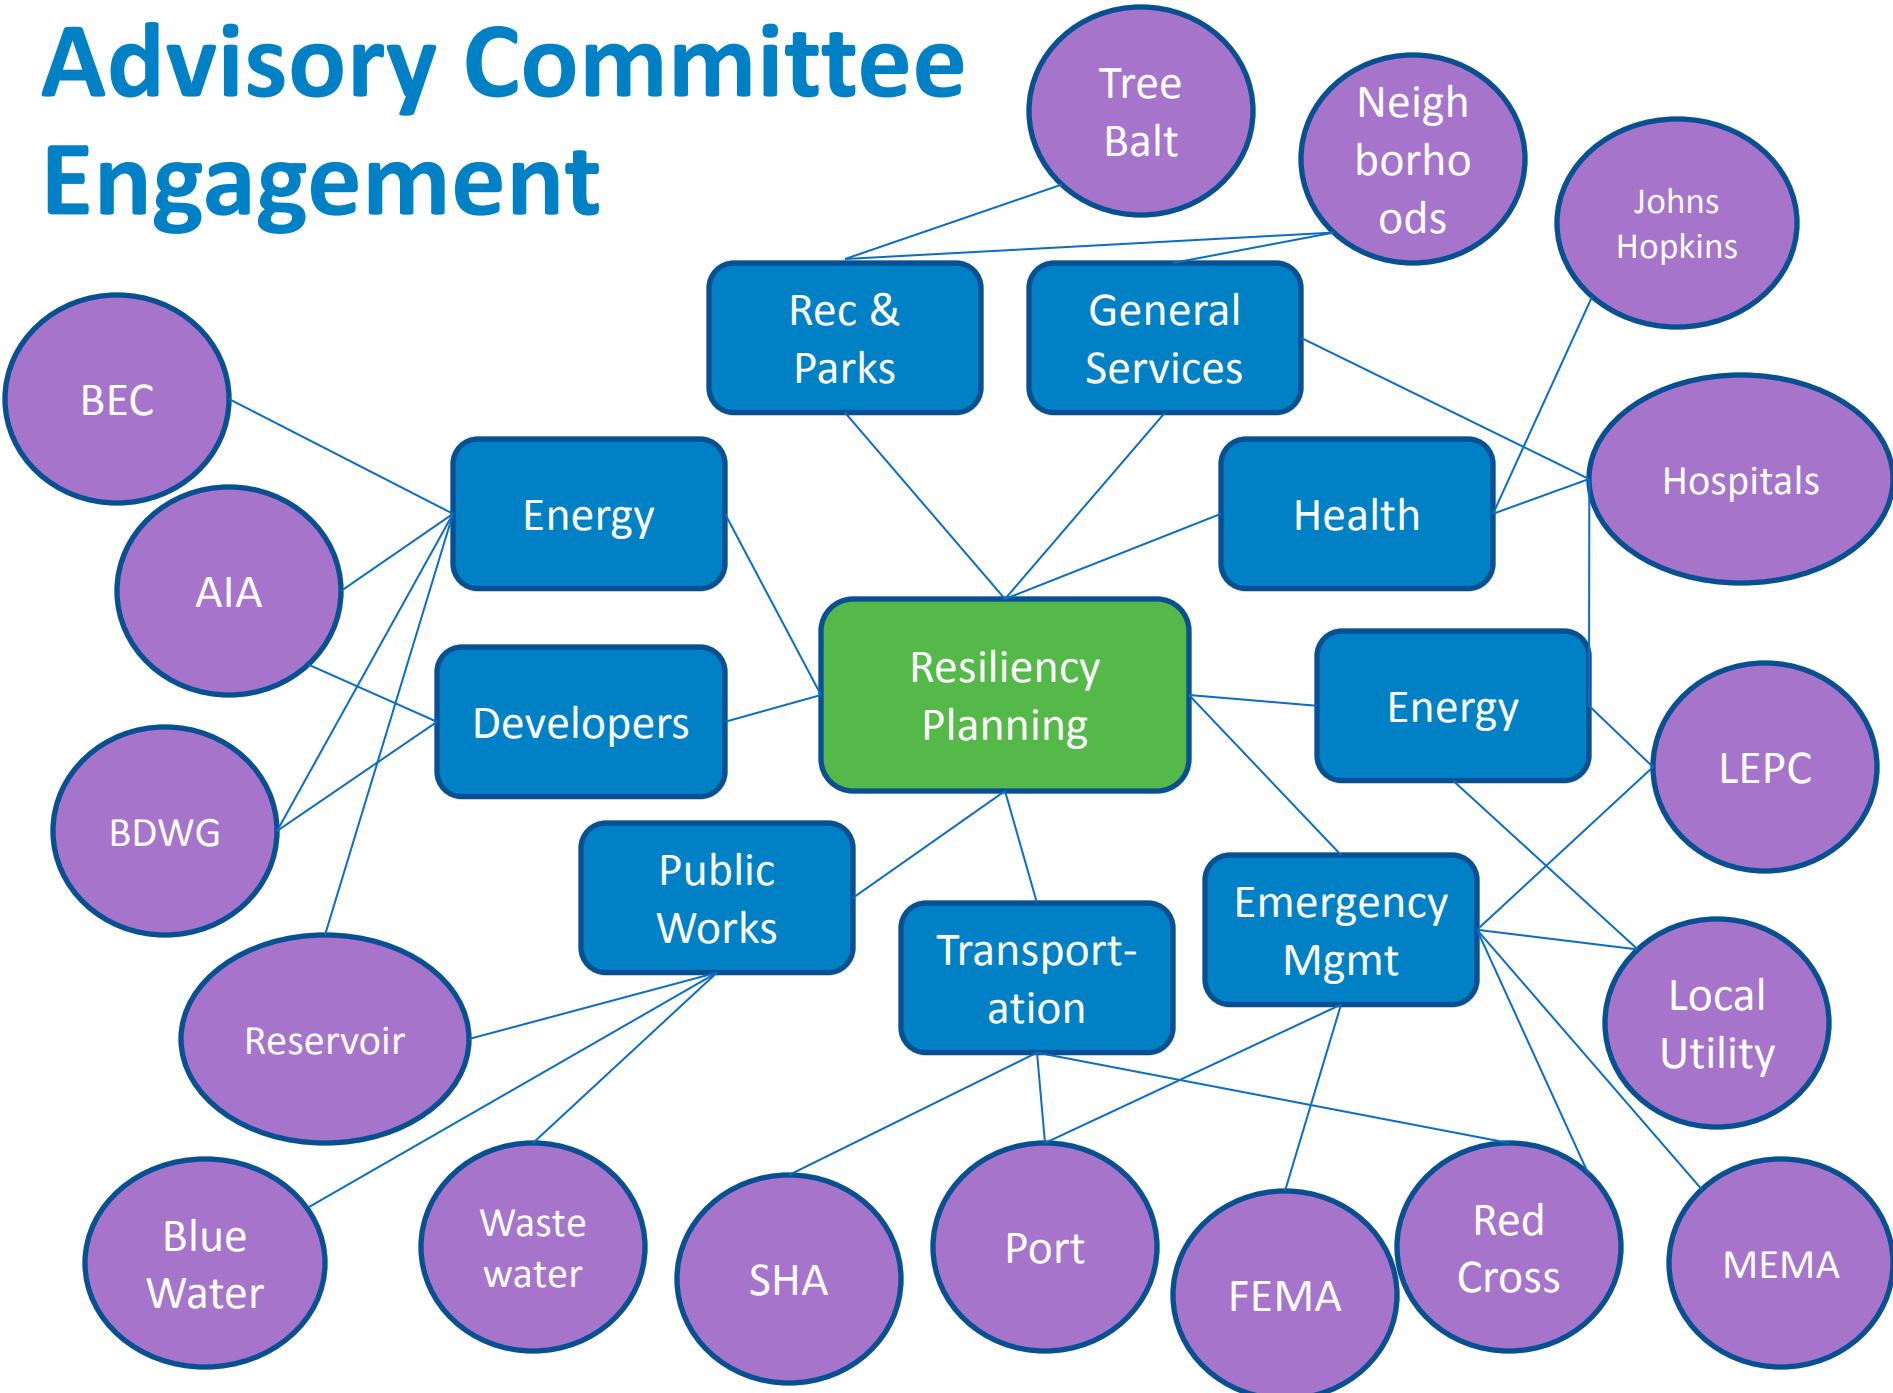 Advisory Committee
Engagement
Tree
Balt
Neigh
borho
ods
Johns
Hopkins
Rec &
Parks
General
Services
BEC
Energy
Health
Hospitals
AIA
Resiliency
Planning
Developers
Energy
LEPC
BDWG
Public
Works
Transport-
ation
Emergency
Mgmt
Local
Utility
Reservoir
Blue
Water
Waste
water
SHA
Port
FEMA
Red
Cross
MEMA